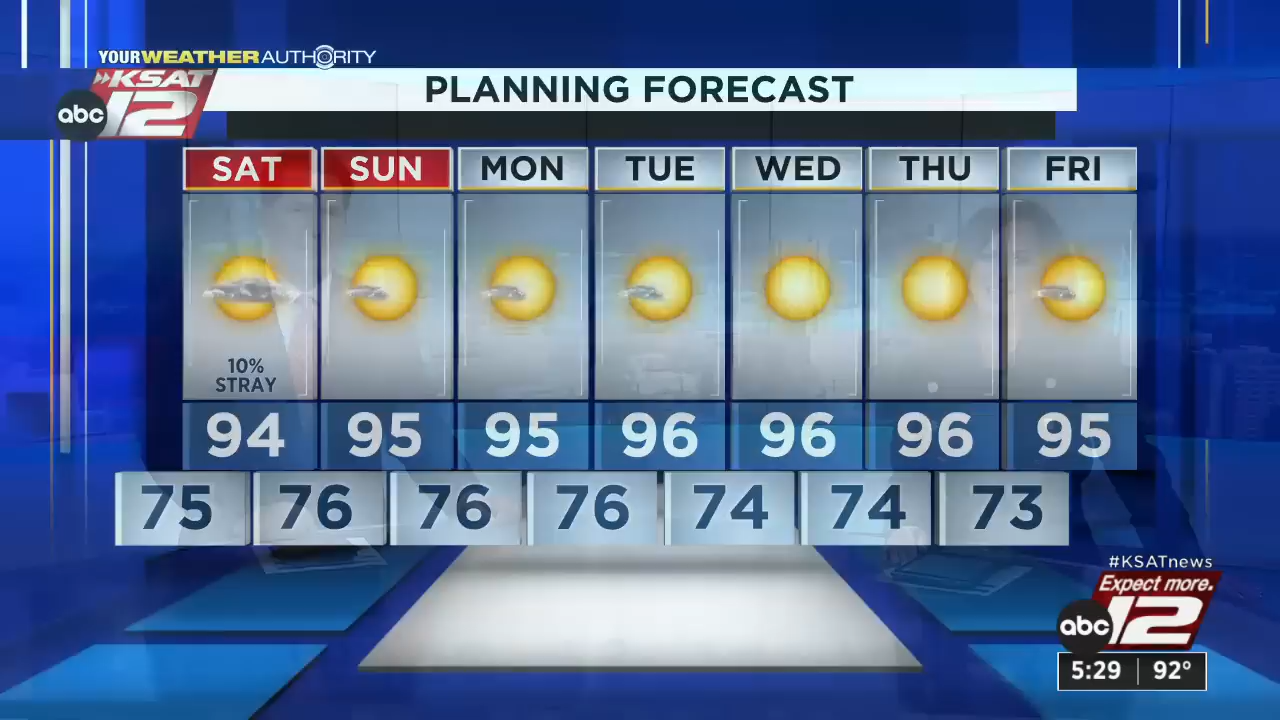 YOURWEATHERAUTHORITY
KSAT
abc 12
PLANNING FORECAST
SAT SUN MON TUE WED THU FRI
10%
STRAY
94 95 95 96 96 96 95
75 76 76 76 74 74 73
#KSATnews
Expect more.
abc 12
5:29 92°